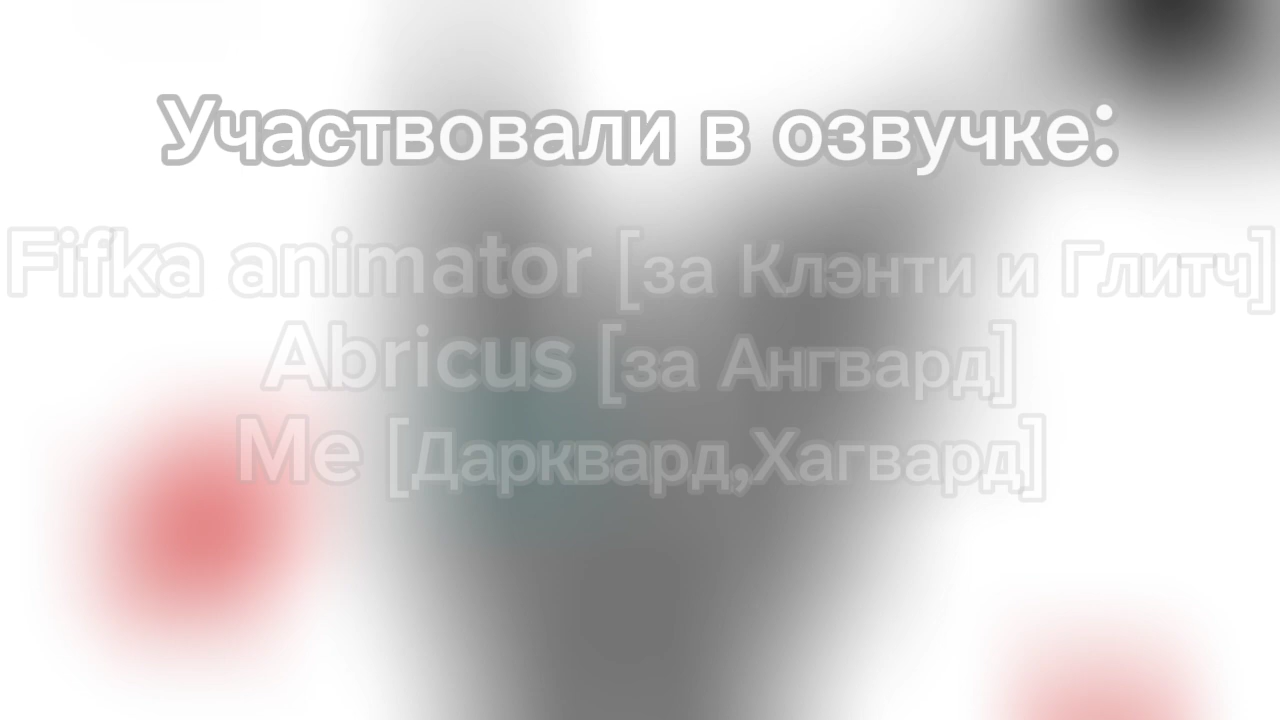 Участвовали в озвучке:
Fifka animator [за Клэнти и Глитч]
Abricus [за Ангвард]
Me [Дарквард,Хагвард]